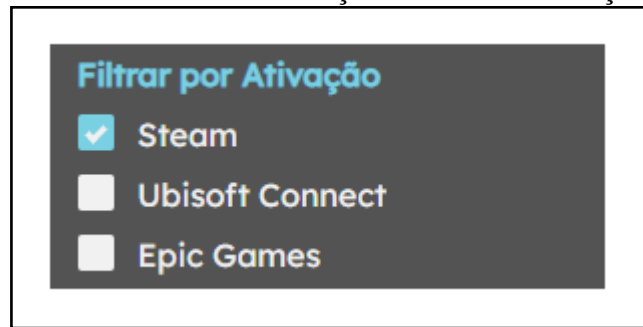 Filtrar por Ativação
Steam
Ubisoft Connect
Epic Games